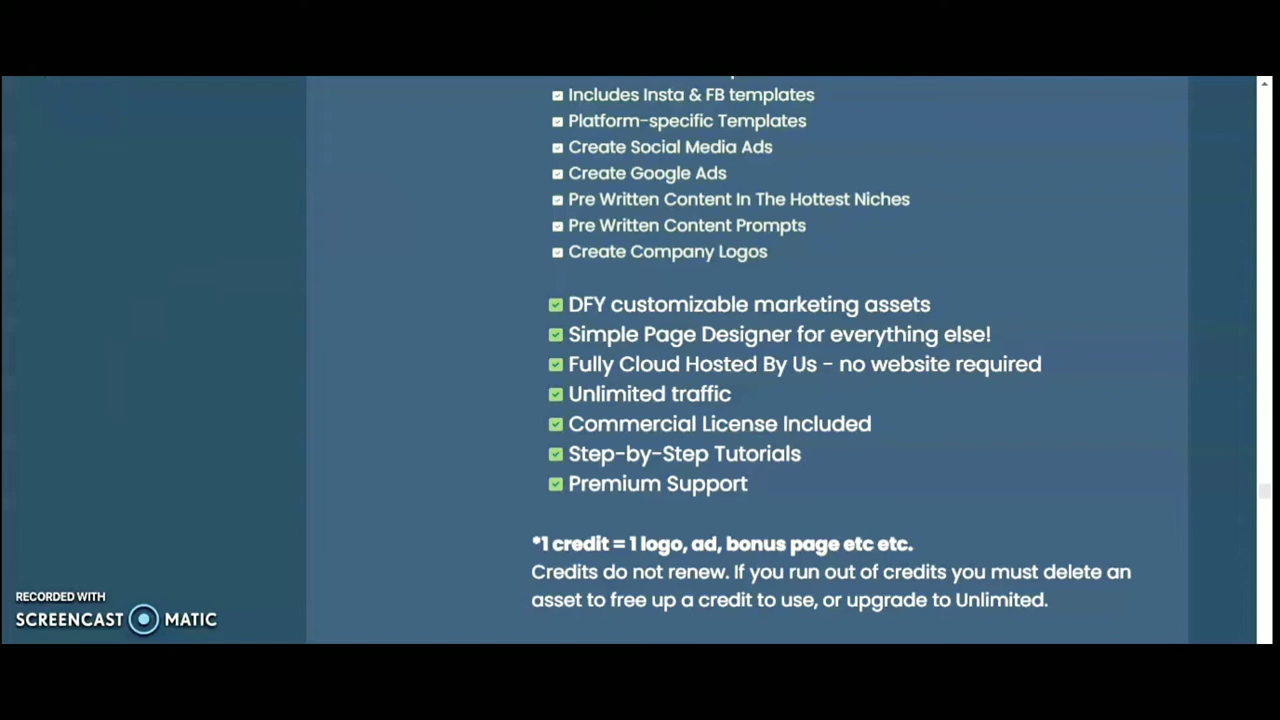 Includes Insta & FB templates
Platform-specific Templates
Create Social Media Ads
Create Google Ads
Pre Written Content In The Hottest Niches
Pre Written Content Prompts
Create Company Logos
DFY customizable marketing assets
Simple Page Designer for everything else!
Fully Cloud Hosted By Us - no website required
Unlimited traffic
Commercial License Included
Step-by-Step Tutorials
Premium Support
*1 credit = 1 logo, ad, bonus page etc etc.
Credits do not renew. If you run out of credits you must delete an
asset to free up a credit to use, or upgrade to Unlimited.
RECORDED WITH
SCREENCAST MATIC